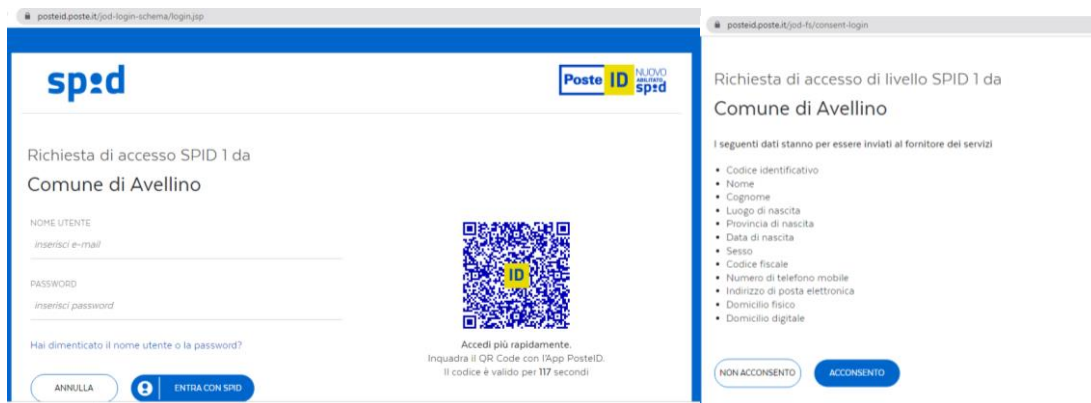 posteid.poste.it/jod-login-schema/login.jsp
spid
Poste ID NUOVO ABILITATO spid
Richiesta di accesso SPID 1 da
Comune di Avellino
NOME UTENTE
inserisci e-mail
PASSWORD
inserisci password
Hai dimenticato il nome utente o la password?
ANNULLA
ENTRA CON SPID
ID
Accedi più rapidamente.
Inquadra il QR Code con l'App PosteID.
Il codice è valido per 117 secondi
posteid.poste.it/jod-fs/consent-login
Richiesta di accesso di livello SPID 1 da
Comune di Avellino
I seguenti dati stanno per essere inviati al fornitore dei servizi
• Codice identificativo
• Nome
• Cognome
• Luogo di nascita
• Provincia di nascita
• Data di nascita
• Sesso
• Codice fiscale
• Numero di telefono mobile
• Indirizzo di posta elettronica
• Domicilio fisico
• Domicilio digitale
NON ACCONSENTO
ACCONSENTO